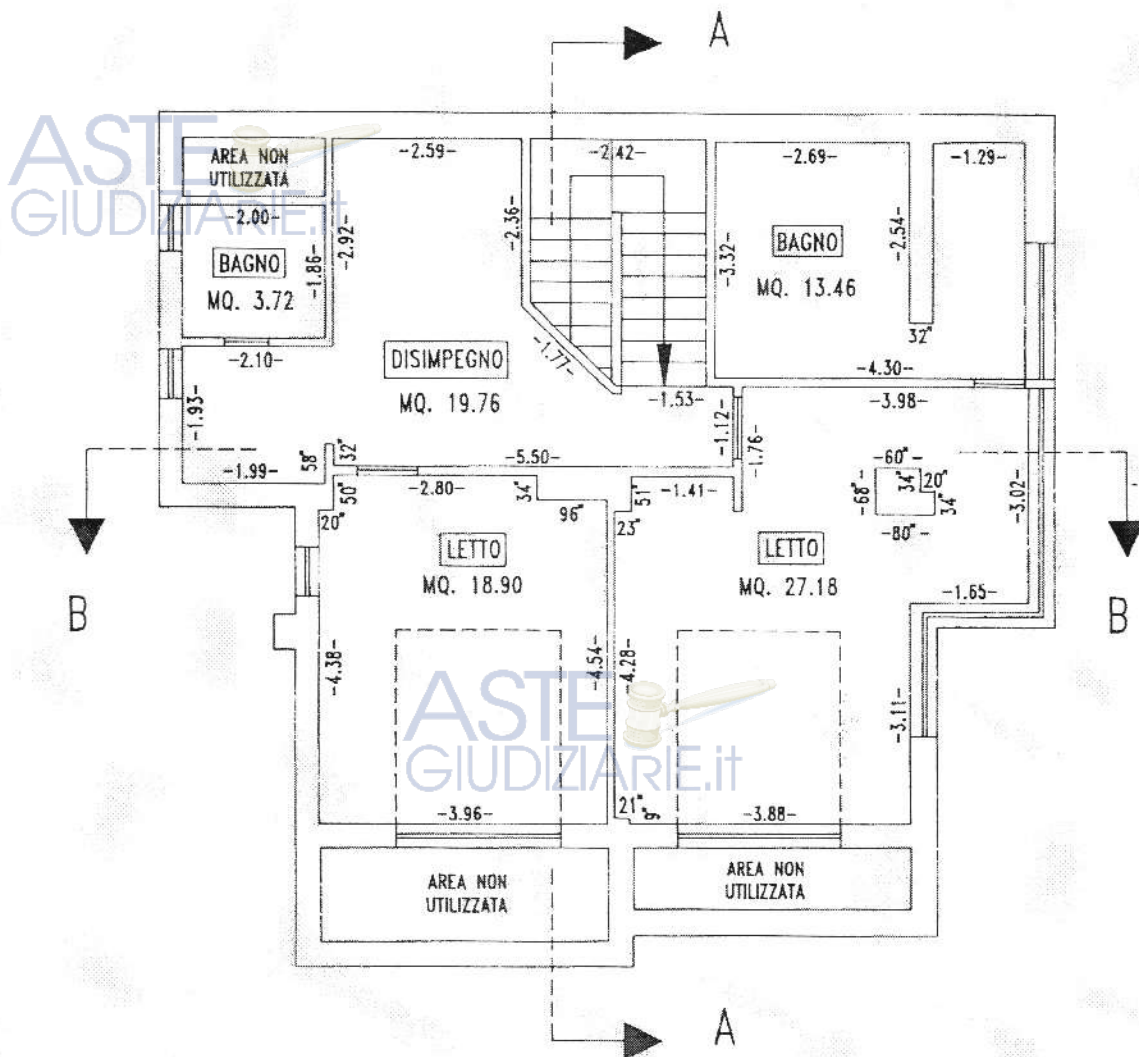 A
ASTE
GIUDIZIARIE.it
AREA NON
UTILIZZATA
-2.59-
-2.42-
-2.69-
-1.29-
-2.00-
BAGNO
MQ. 3.72
-1.86-
-2.92-
-2.36-
-3.32-
BAGNO
MQ. 13.46
-2.54-
32"
-2.10-
DISIMPEGNO
MQ. 19.76
-1.77-
-4.30-
-1.93-
-1.53-
-3.98-
-1.12-
-1.76-
-1.99-
58"
32"
-5.50-
-60"-
34"
20"
-68"-
34"
-80"-
-3.02-
50"
20"
-2.80-
34"
96"
51"
23"
-1.41-
LETTO
MQ. 18.90
LETTO
MQ. 27.18
-1.65-
B
B
-4.38-
-4.54-
-4.28-
-3.11-
ASTE
GIUDIZIARIE.it
-3.96-
21"
9"
-3.88-
AREA NON
UTILIZZATA
AREA NON
UTILIZZATA
A